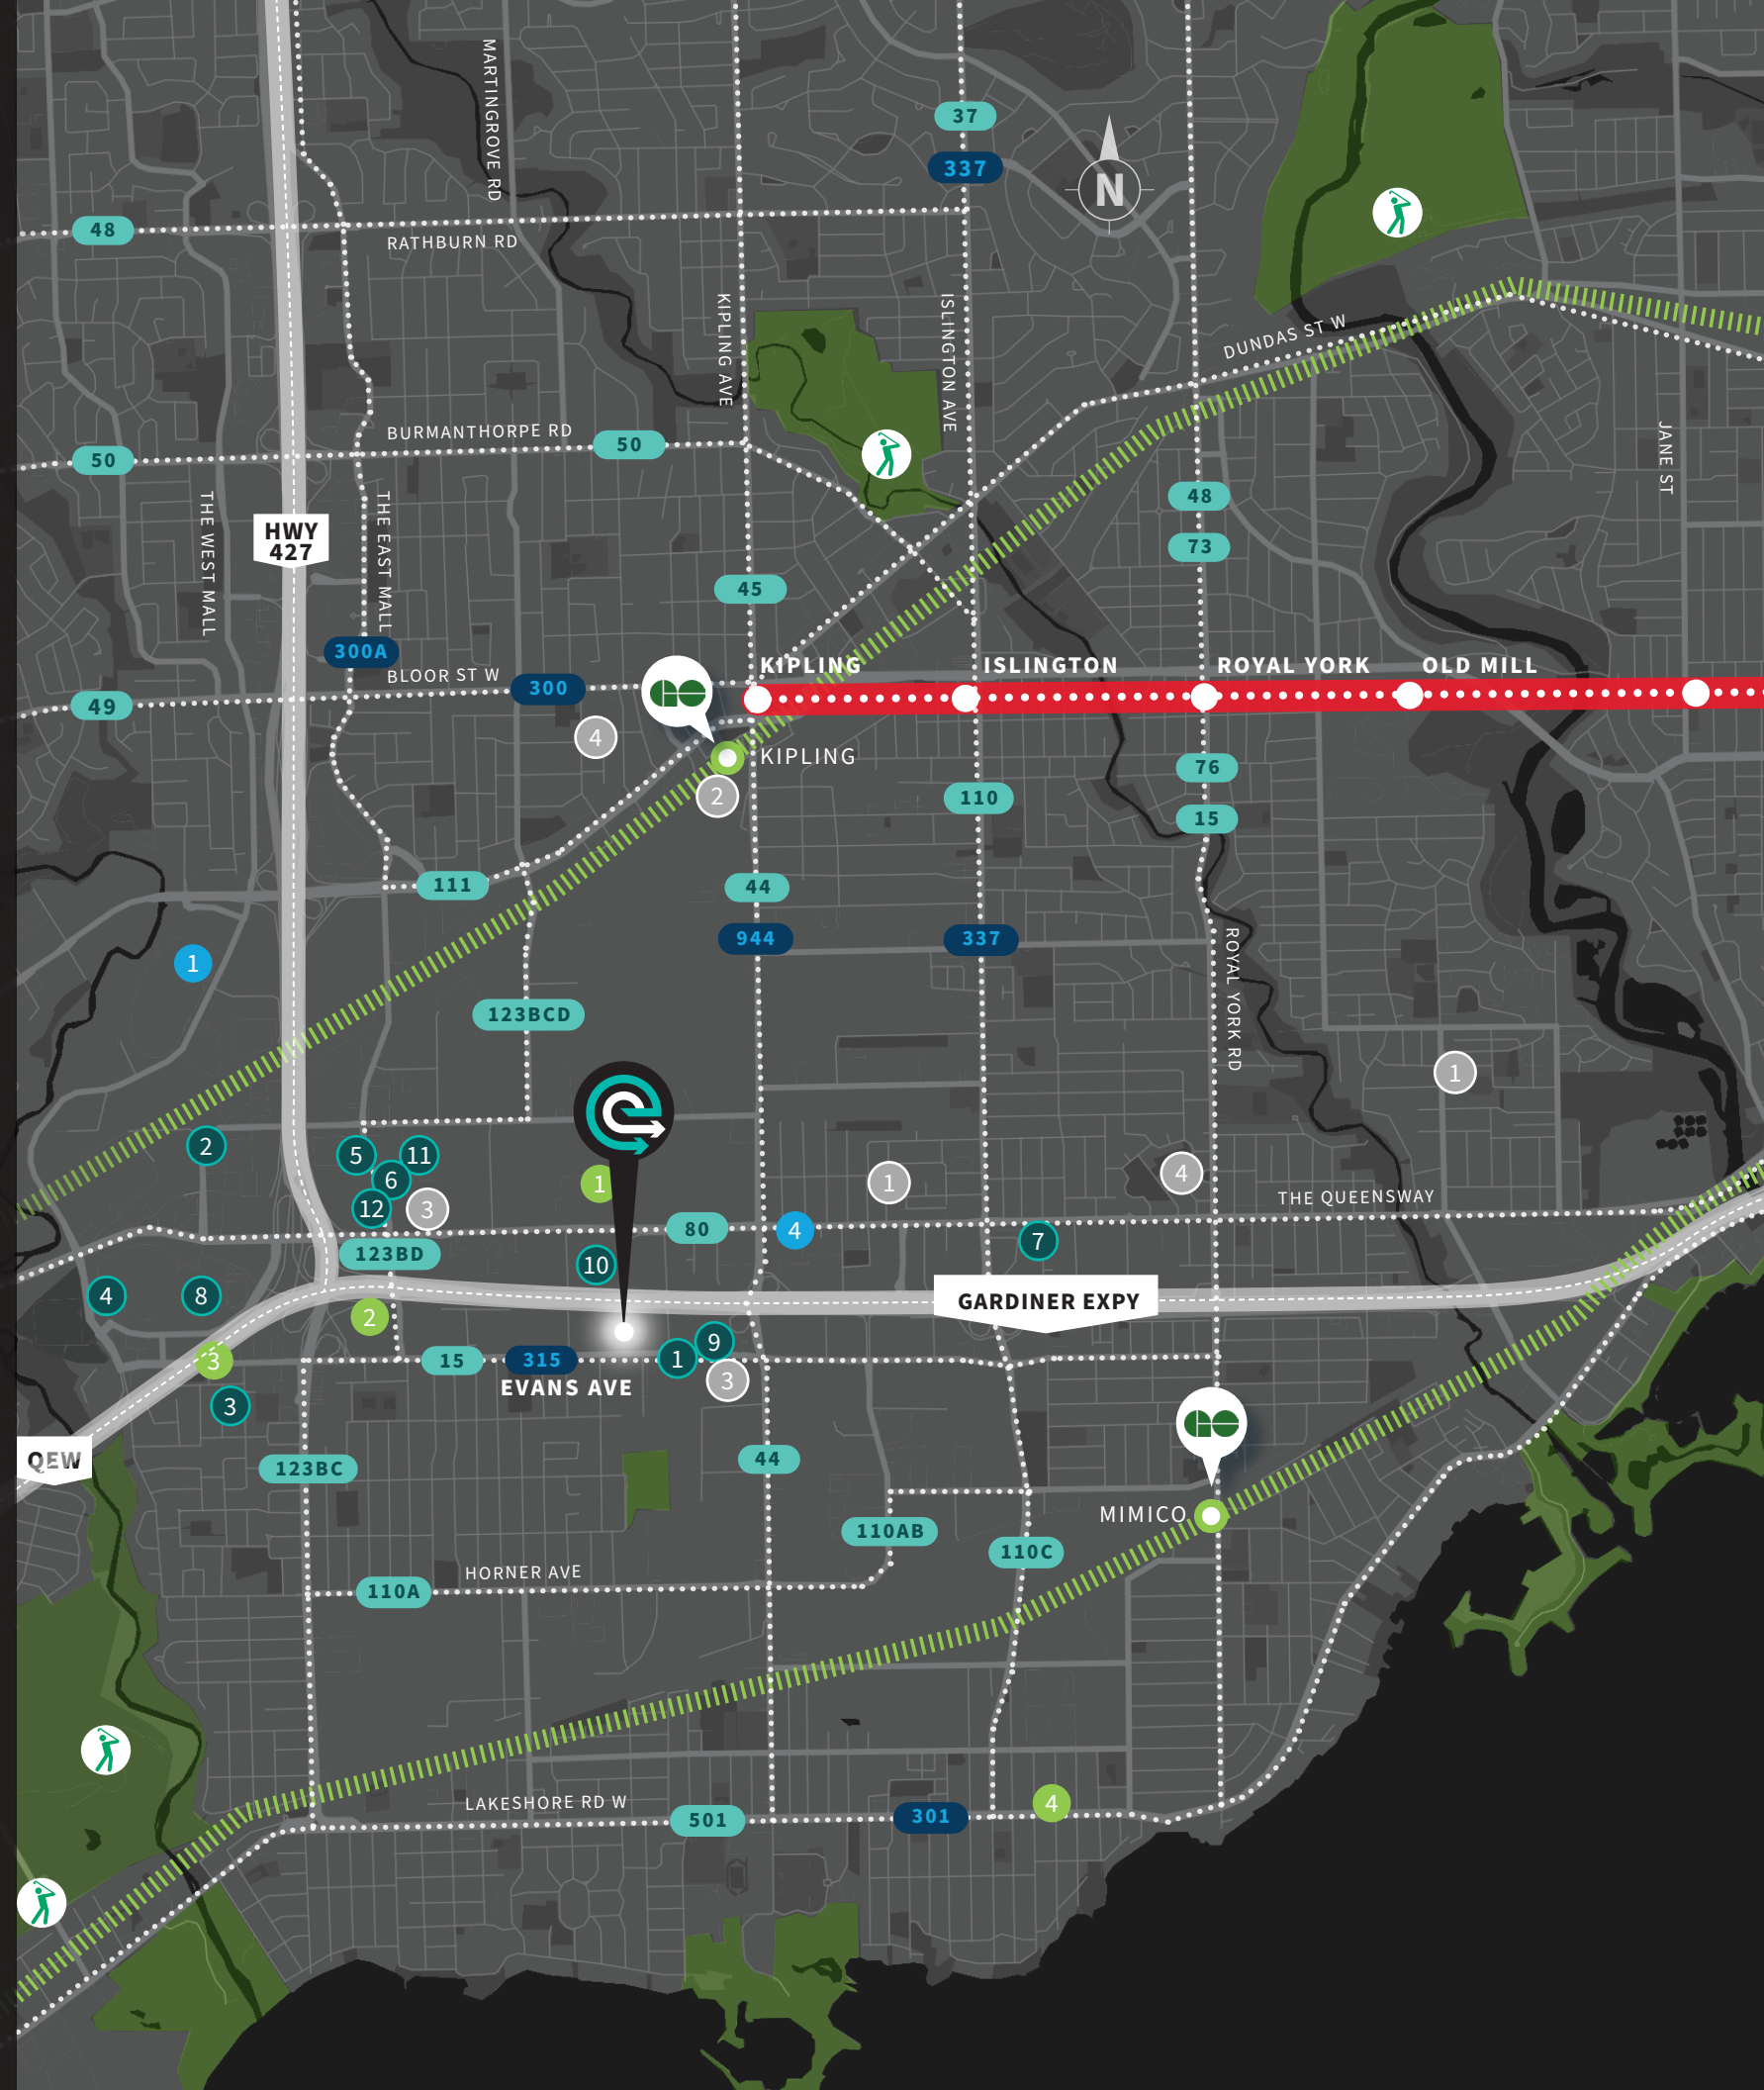 MARTINGROVE RD
37
337
N
48
RATHBURN RD
KIPLING AVE
ISLINGTON AVE
DUNDAS ST W
BURMANTHORPE RD
50
50
JANE ST
THE WEST MALL
HWY
427
THE EAST MALL
48
73
45
300A
BLOOR ST W
300
49
KIPLING
ISLINGTON
ROYAL YORK
OLD MILL
4
KIPLING
2
76
110
15
111
44
944
337
1
ROYAL YORK RD
123BCD
1
2
5
11
6
12
3
1
1
4
THE QUEENSWAY
80
4
7
123BD
10
4
8
2
GARDINER EXPY
3
15
315
1
9
3
EVANS AVE
3
QEW
123BC
44
MIMICO
110AB
110C
HORNER AVE
110A
LAKESHORE RD W
501
301
4